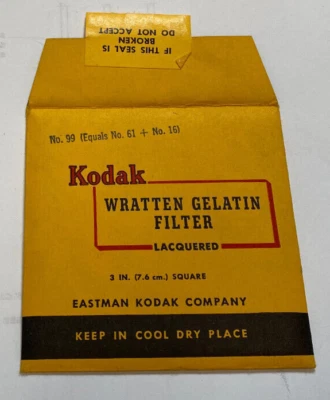 IF THIS SEAL IS
BROKEN
DO NOT ACCEPT
No. 99 (Equals No. 61 + No. 16)
Kodak
WRATTEN GELATIN
FILTER
LACQUERED
3 IN. (7.6 cm.) SQUARE
EASTMAN KODAK COMPANY
KEEP IN COOL DRY PLACE